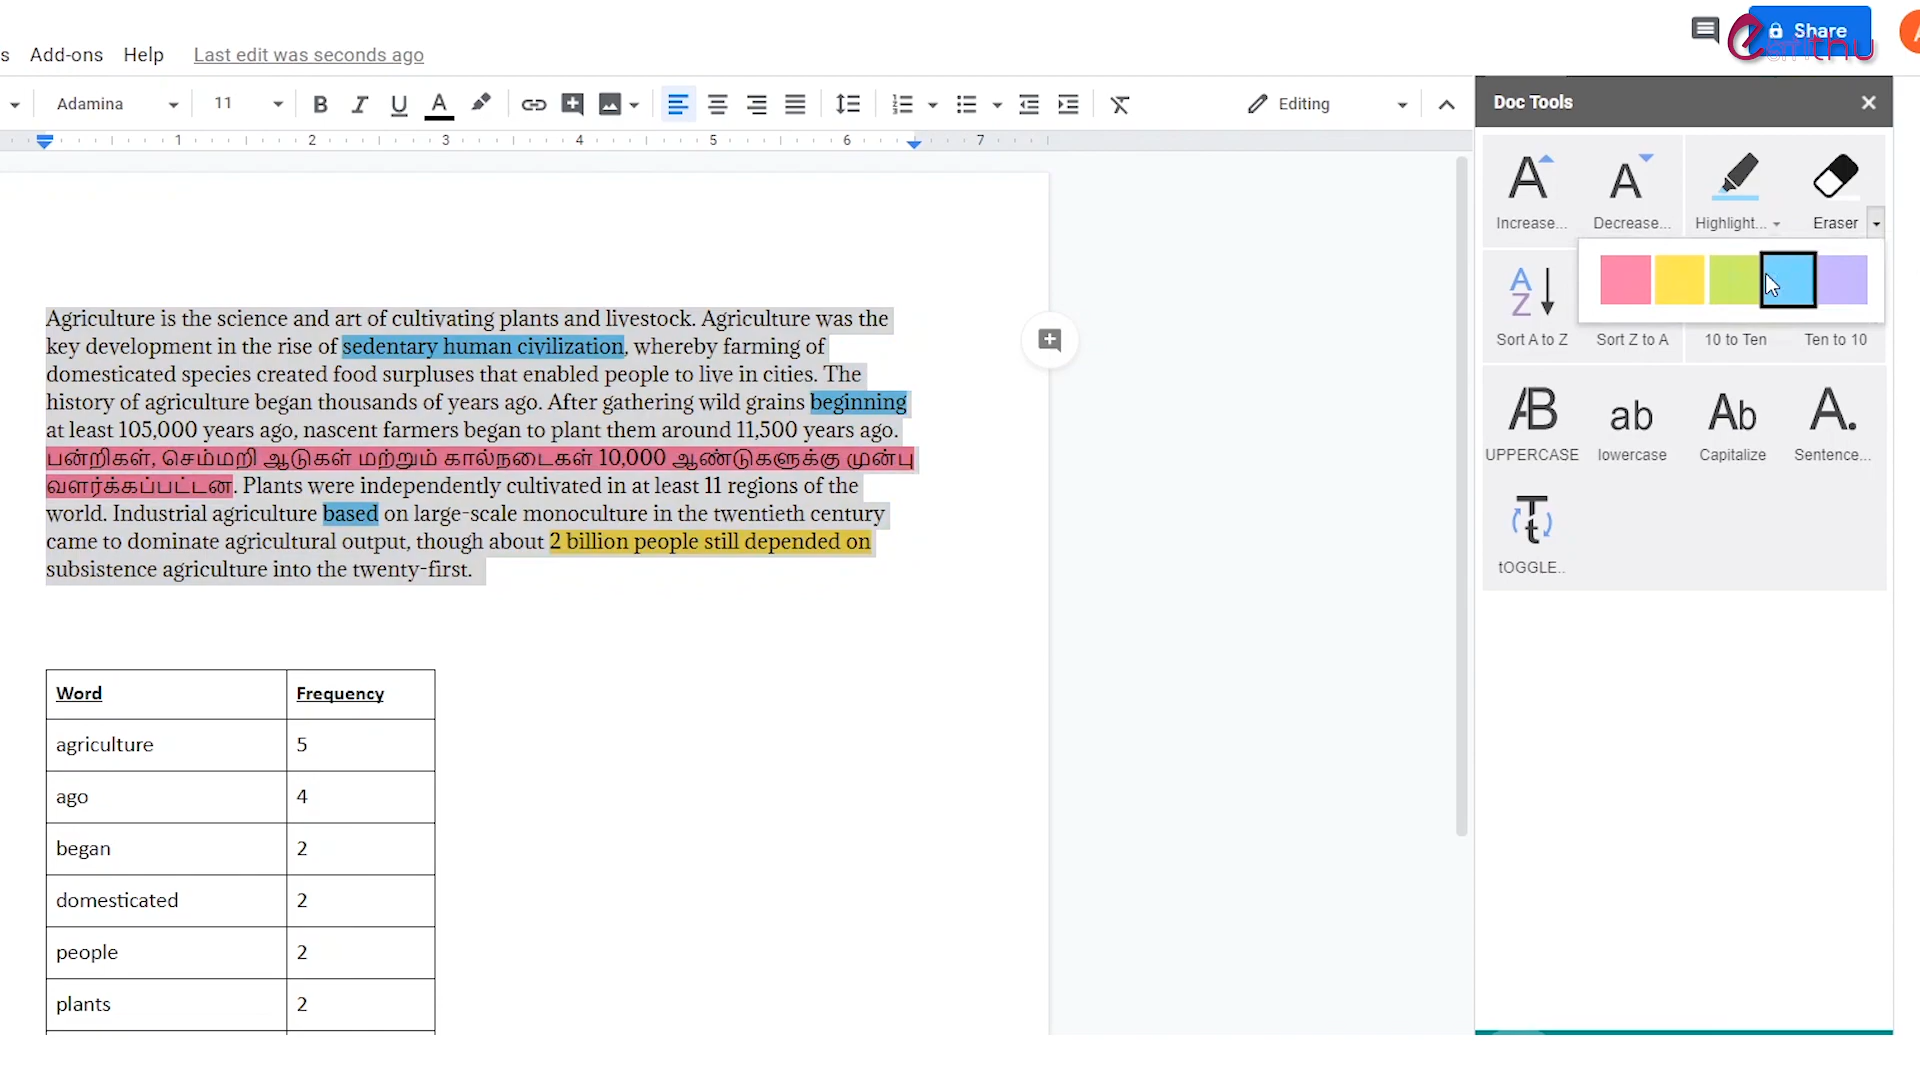 Share
esmithu
s Add-ons Help Last edit was seconds ago
Adamina 11 B I U A Editing
1 2 3 4 5 6 7
Doc Tools
Increase... Decrease... Highlight... Eraser
Sort A to Z Sort Z to A 10 to Ten Ten to 10
UPPERCASE lowercase Capitalize Sentence...
tOGGLE..
Agriculture is the science and art of cultivating plants and livestock. Agriculture was the
key development in the rise of sedentary human civilization, whereby farming of
domesticated species created food surpluses that enabled people to live in cities. The
history of agriculture began thousands of years ago. After gathering wild grains beginning
at least 105,000 years ago, nascent farmers began to plant them around 11,500 years ago.
பன்றிகள், செம்மறி ஆடுகள் மற்றும் கால்நடைகள் 10,000 ஆண்டுகளுக்கு முன்பு
வளர்க்கப்பட்டன. Plants were independently cultivated in at least 11 regions of the
world. Industrial agriculture based on large-scale monoculture in the twentieth century
came to dominate agricultural output, though about 2 billion people still depended on
subsistence agriculture into the twenty-first.
Word Frequency
agriculture 5
ago 4
began 2
domesticated 2
people 2
plants 2